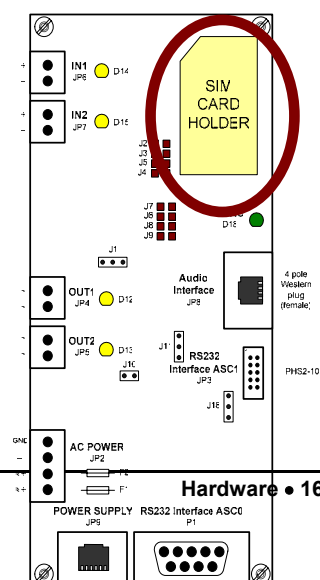 + IN1
- JP6
D14
+ IN2
- JP7
D15
SIM
CARD
HOLDER
J2
J3
J5
J4
J7
J6
J8
J9
D18
J1
Audio
Interface
JP8
4 pole
Western
plug
(female)
OUT1
JP4
D12
OUT2
JP5
D13
J11
RS232
Interface ASC1
JP3
PHS2-10
J10
J18
GND
AC POWER
JP2
F1
Hardware • 16
POWER SUPPLY
JP9
RS232 Interface ASC0
P1